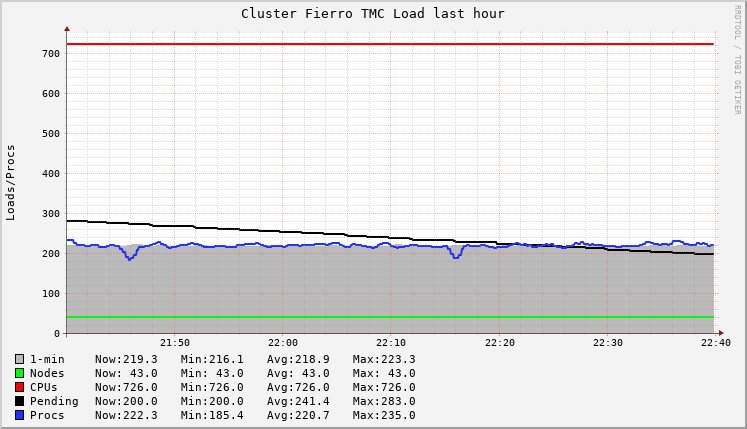 Cluster Fierro TMC Load last hour
RRDTOOL / TOBI OETIKER
Loads/Procs
700
600
500
400
300
200
100
0
21:50 22:00 22:10 22:20 22:30 22:40
1-min Now:219.3 Min:216.1 Avg:218.9 Max:223.3
Nodes Now: 43.0 Min: 43.0 Avg: 43.0 Max: 43.0
CPUs Now:726.0 Min:726.0 Avg:726.0 Max:726.0
Pending Now:200.0 Min:200.0 Avg:241.4 Max:283.0
Procs Now:222.3 Min:185.4 Avg:220.7 Max:235.0